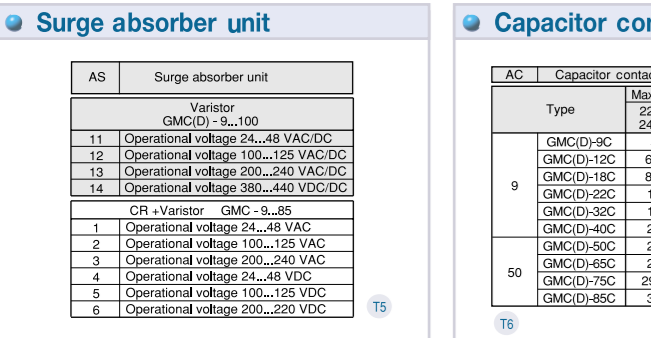 Surge absorber unit
AS Surge absorber unit
Varistor
GMC(D) - 9...100
11 Operational voltage 24...48 VAC/DC
12 Operational voltage 100...125 VAC/DC
13 Operational voltage 200...240 VAC/DC
14 Operational voltage 380...440 VDC/DC
CR +Varistor GMC - 9...85
1 Operational voltage 24...48 VAC
2 Operational voltage 100...125 VAC
3 Operational voltage 200...240 VAC
4 Operational voltage 24...48 VDC
5 Operational voltage 100...125 VDC
6 Operational voltage 200...220 VDC
T5
Capacitor
AC Capacitor
Type
9
GMC(D)-9C
GMC(D)-12C
GMC(D)-18C
GMC(D)-22C
GMC(D)-32C
GMC(D)-40C
50
GMC(D)-50C
GMC(D)-65C
GMC(D)-75C
GMC(D)-85C
T6